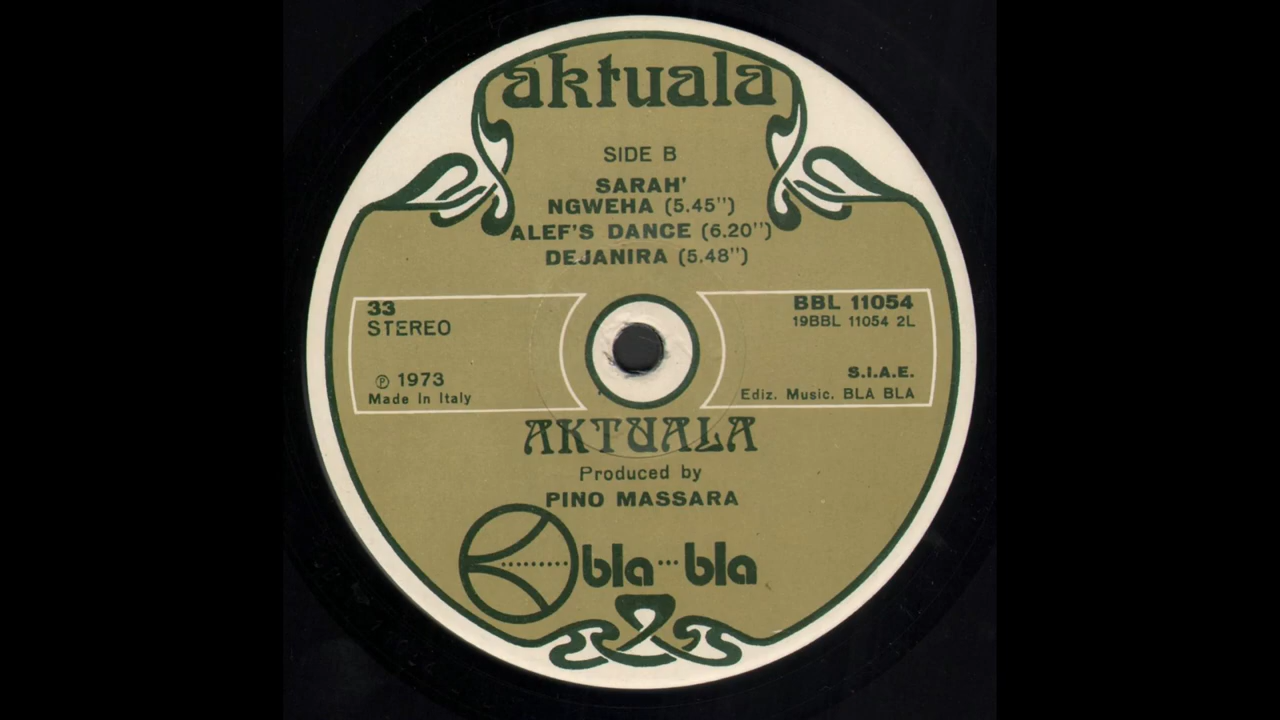 aktuala
SIDE B
SARAH'
NGWEHA (5.45")
ALEF'S DANCE (6.20")
DEJANIRA (5.48")
33
STEREO
℗ 1973
Made In Italy
BBL 11054
19BBL 11054 2L
S.I.A.E.
Ediz. Music. BLA BLA
AKTUALA
Produced by
PINO MASSARA
bla···bla